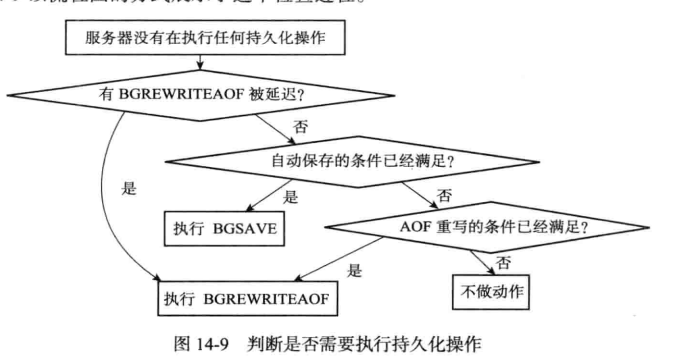 服务器没有在执行任何持久化操作
有 BGREWRITEAOF 被延迟?
否
自动保存的条件已经满足?
是
是
否
执行 BGSAVE
AOF 重写的条件已经满足?
是
否
执行 BGREWRITEAOF
不做动作
图 14-9 判断是否需要执行持久化操作